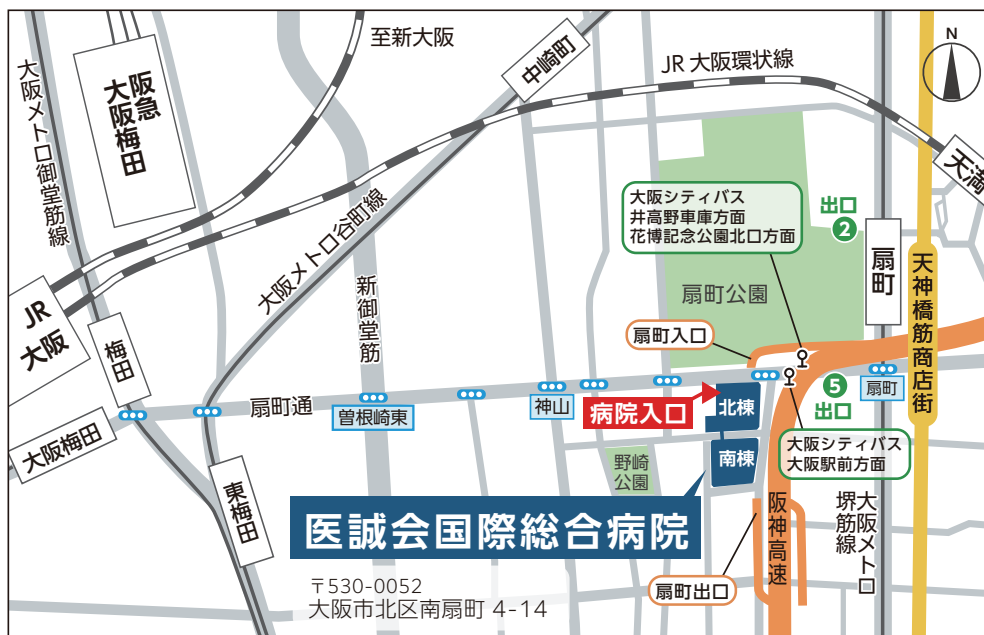 至新大阪
中崎町
JR 大阪環状線
N
阪急
大阪梅田
大阪メトロ御堂筋線
天満
大阪シティバス
井高野車庫方面
花博記念公園北口方面
出口
2
扇町
天神橋筋商店街
大阪メトロ谷町線
新御堂筋
扇町公園
JR
大阪
梅田
扇町入口
扇町通
曽根崎東
神山
病院入口
北棟
5
出口
扇町
大阪梅田
南棟
野崎
公園
大阪シティバス
大阪駅前方面
東梅田
医誠会国際総合病院
阪神高速
大阪メトロ
堺筋線
〒530-0052
大阪市北区南扇町 4-14
扇町出口